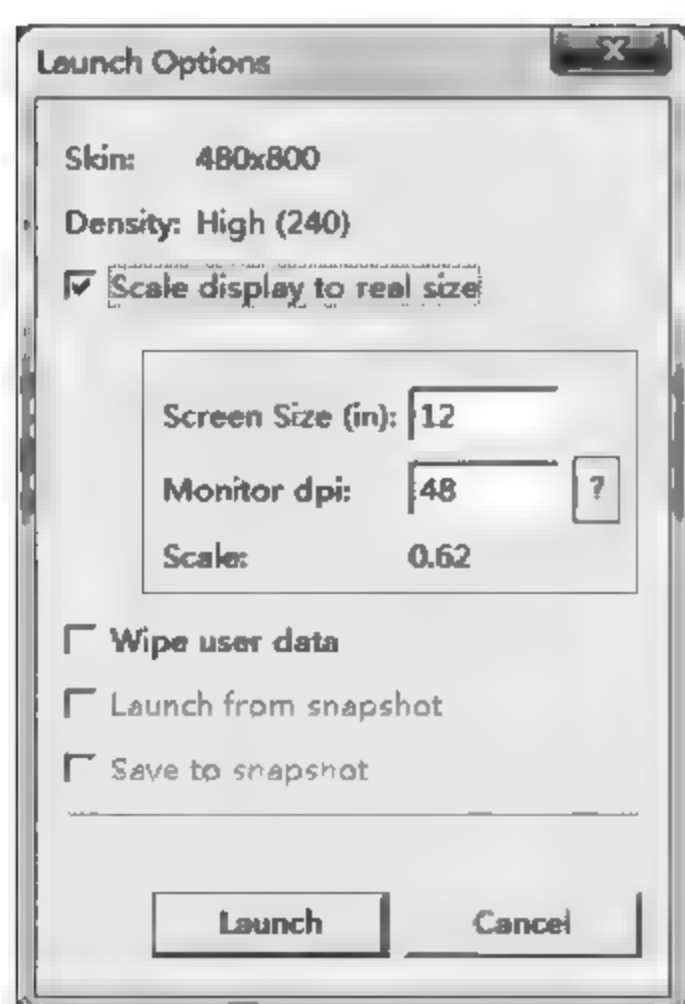 Launch Options
X
Skin: 480x800
Density: High (240)
Scale display to real size
Screen Size (in): 12
Monitor dpi: 48 ?
Scale: 0.62
Wipe user data
Launch from snapshot
Save to snapshot
Launch Cancel